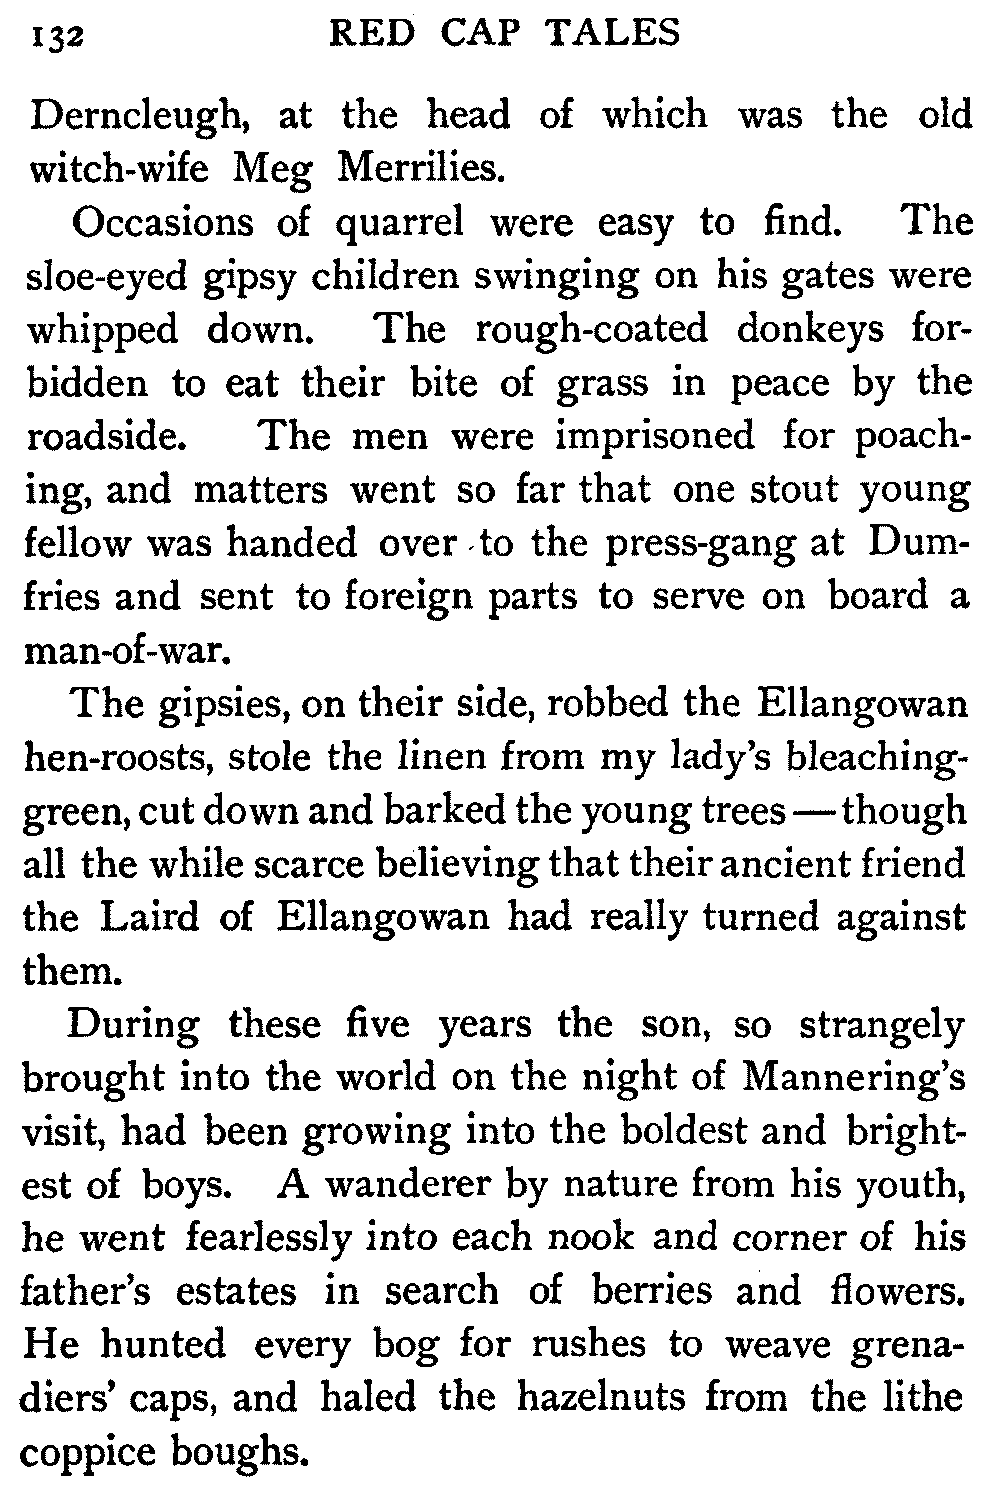 132 RED CAP TALES
Derncleugh, at the head of which was the old
witch-wife Meg Merrilies.
Occasions of quarrel were easy to find. The
sloe-eyed gipsy children swinging on his gates were
whipped down. The rough-coated donkeys for-
bidden to eat their bite of grass in peace by the
roadside. The men were imprisoned for poach-
ing, and matters went so far that one stout young
fellow was handed over to the press-gang at Dum-
fries and sent to foreign parts to serve on board a
man-of-war.
The gipsies, on their side, robbed the Ellangowan
hen-roosts, stole the linen from my lady's bleaching-
green, cut down and barked the young trees — though
all the while scarce believing that their ancient friend
the Laird of Ellangowan had really turned against
them.
During these five years the son, so strangely
brought into the world on the night of Mannering's
visit, had been growing into the boldest and bright-
est of boys. A wanderer by nature from his youth,
he went fearlessly into each nook and corner of his
father's estates in search of berries and flowers.
He hunted every bog for rushes to weave grena-
diers' caps, and haled the hazelnuts from the lithe
coppice boughs.